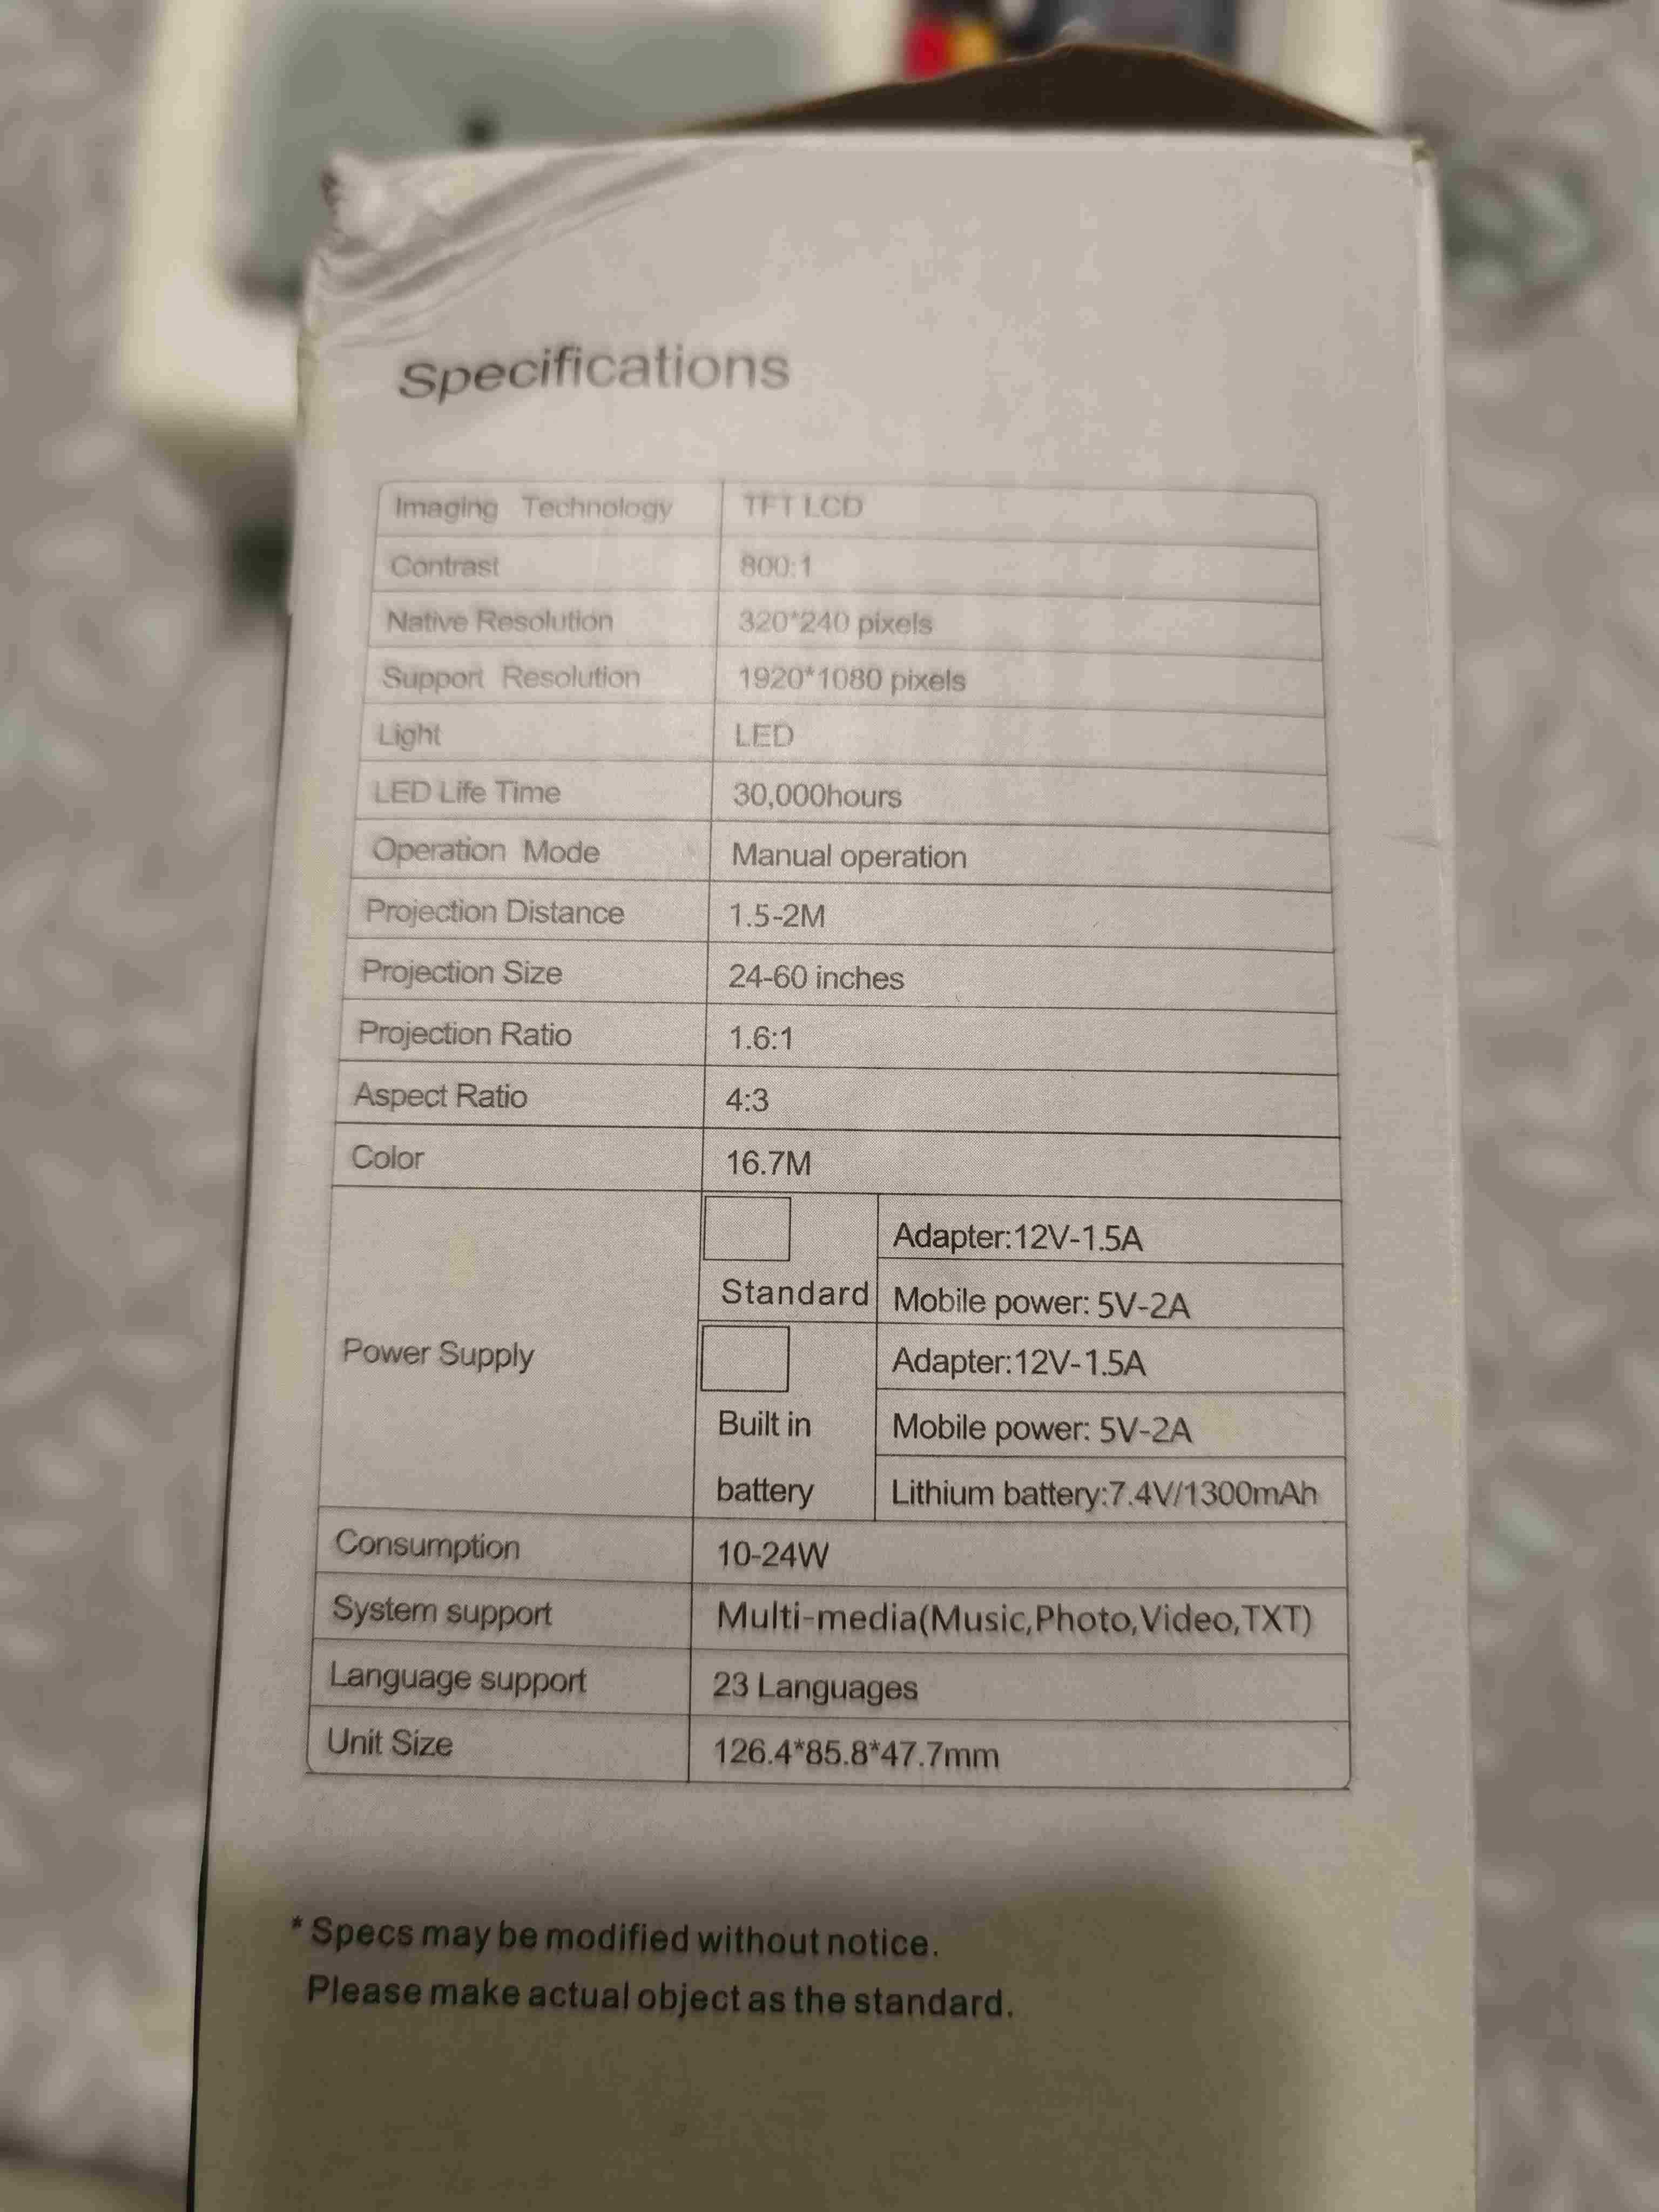 Specifications
Imaging Technology TFT LCD
Contrast 800:1
Native Resolution 320*240 pixels
Support Resolution 1920*1080 pixels
Light LED
LED Life Time 30,000hours
Operation Mode Manual operation
Projection Distance 1.5-2M
Projection Size 24-60 inches
Projection Ratio 1.6:1
Aspect Ratio 4:3
Color 16.7M
Power Supply
Standard
Adapter:12V-1.5A
Mobile power: 5V-2A
Built in
battery
Adapter:12V-1.5A
Mobile power: 5V-2A
Lithium battery:7.4V/1300mAh
Consumption 10-24W
System support Multi-media(Music,Photo,Video,TXT)
Language support 23 Languages
Unit Size 126.4*85.8*47.7mm
* Specs may be modified without notice.
Please make actual object as the standard.